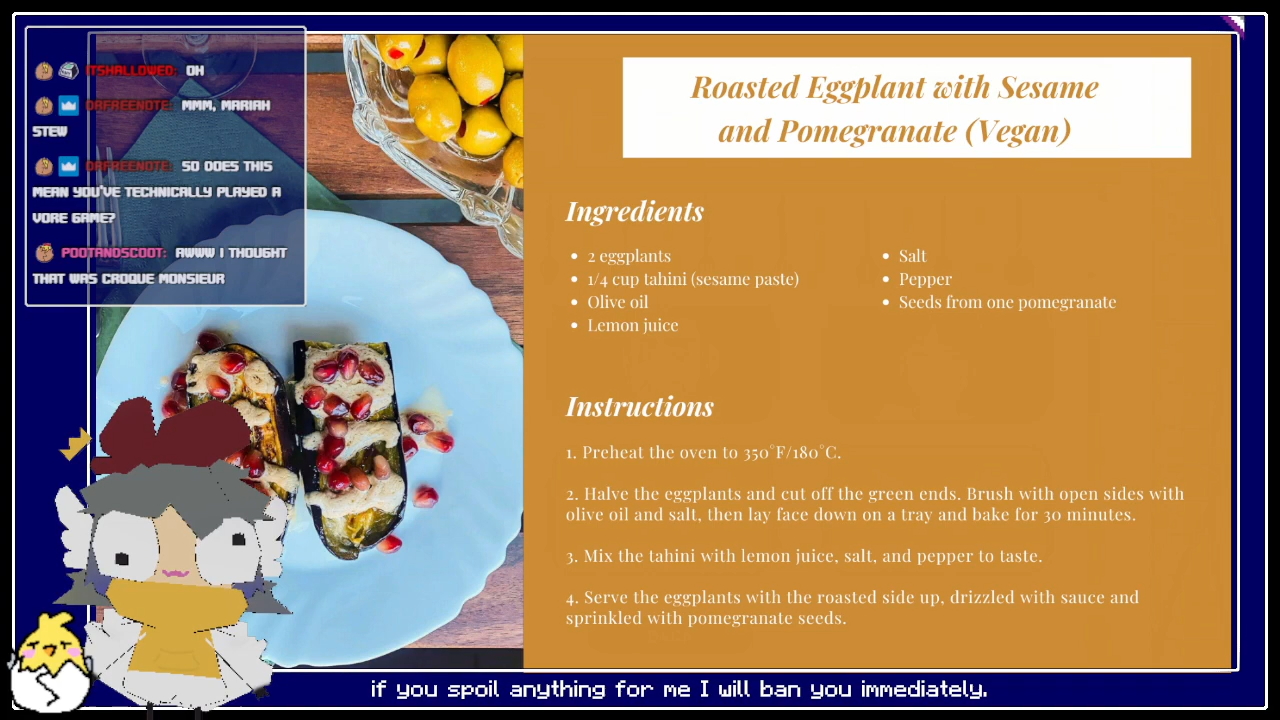 ITSHALLOWED: OH
DRFREENOTE: MMM, MARIAH
STEW
DRFREENOTE: SO DOES THIS
MEAN YOU'VE TECHNICALLY PLAYED A
VORE GAME?
POOTANDSCOOT: AWWW I THOUGHT
THAT WAS CROQUE MONSIEUR
Roasted Eggplant with Sesame
and Pomegranate (Vegan)
Ingredients
• 2 eggplants
• 1/4 cup tahini (sesame paste)
• Olive oil
• Lemon juice
• Salt
• Pepper
• Seeds from one pomegranate
Instructions
1. Preheat the oven to 350°F/180°C.
2. Halve the eggplants and cut off the green ends. Brush with open sides with
olive oil and salt, then lay face down on a tray and bake for 30 minutes.
3. Mix the tahini with lemon juice, salt, and pepper to taste.
4. Serve the eggplants with the roasted side up, drizzled with sauce and
sprinkled with pomegranate seeds.
if you spoil anything for me I will ban you immediately.